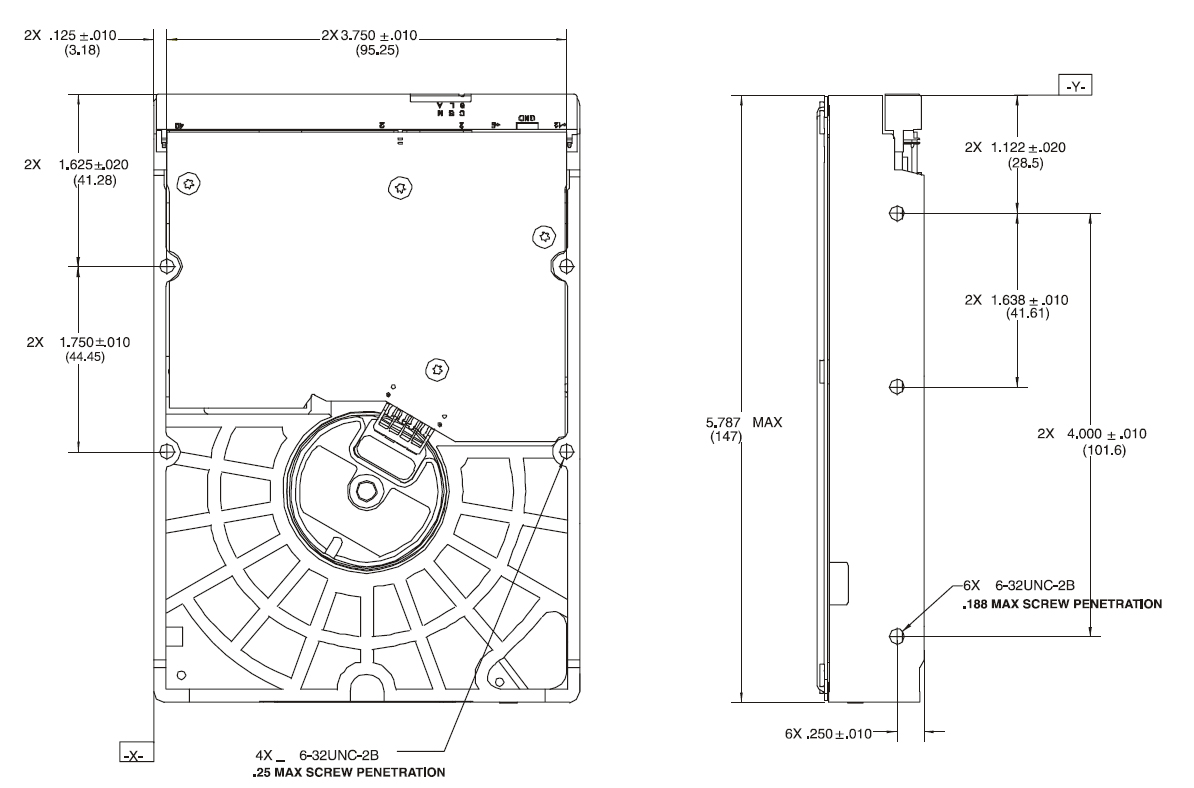 2X .125 ±.010
(3.18)
2X 3.750 ±.010
(95.25)
2X 1.625±.020
(41.28)
2X 1.750±.010
(44.45)
-X-
4X _ 6-32UNC-2B
.25 MAX SCREW PENETRATION
GND
-Y-
2X 1.122 ±.020
(28.5)
2X 1.638 ± .010
(41.61)
5.787 MAX
(147)
2X 4.000 ± .010
(101.6)
6X 6-32UNC-2B
.188 MAX SCREW PENETRATION
6X .250±.010